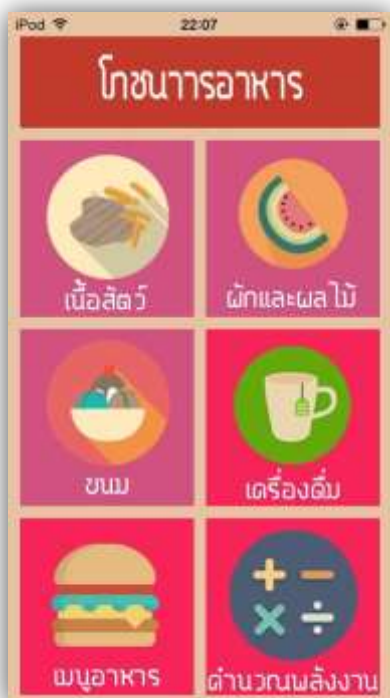 iPod 22:07
โภชนาการอาหาร
เนื้อสัตว์
ผักและผลไม้
ขนม
เครื่องดื่ม
เมนูอาหาร
คำนวณพลังงาน